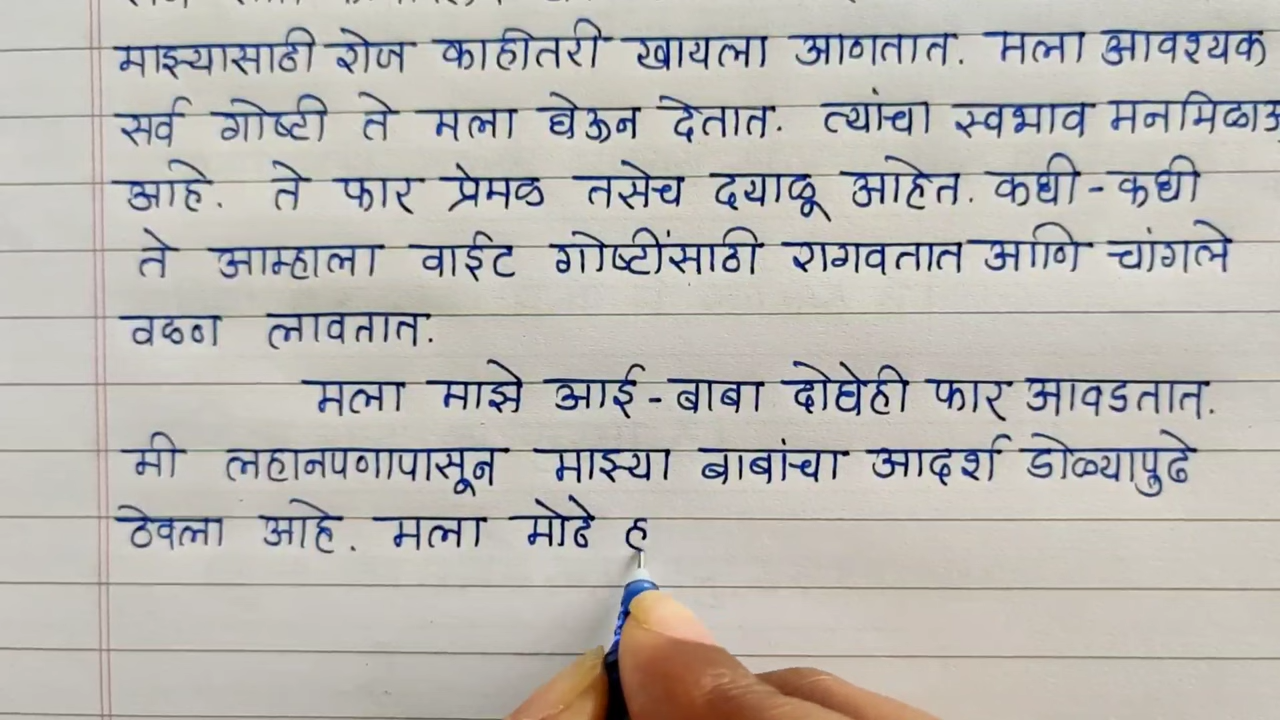 माझ्यासाठी रोज काहीतरी खायला आणतात. मला आवश्यक
सर्व गोष्टी ते मला घेऊन देतात. त्यांचा स्वभाव मनमिळाऊ
आहे. ते फार प्रेमळ तसेच दयाळू आहेत. कधी-कधी
ते आम्हाला वाईट गोष्टींसाठी रागवतात आणि चांगले
वळण लावतात.
मला माझे आई-बाबा दोघेही फार आवडतात.
मी लहानपणापासून माझ्या बाबांचा आदर्श डोळ्यापुढे
ठेवला आहे. मला मोठे ह